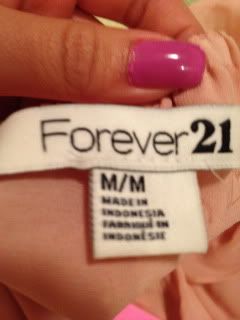 Forever21
M/M
MADE IN
INDONESIA
FABRIQUÉ EN
INDONÉSIE